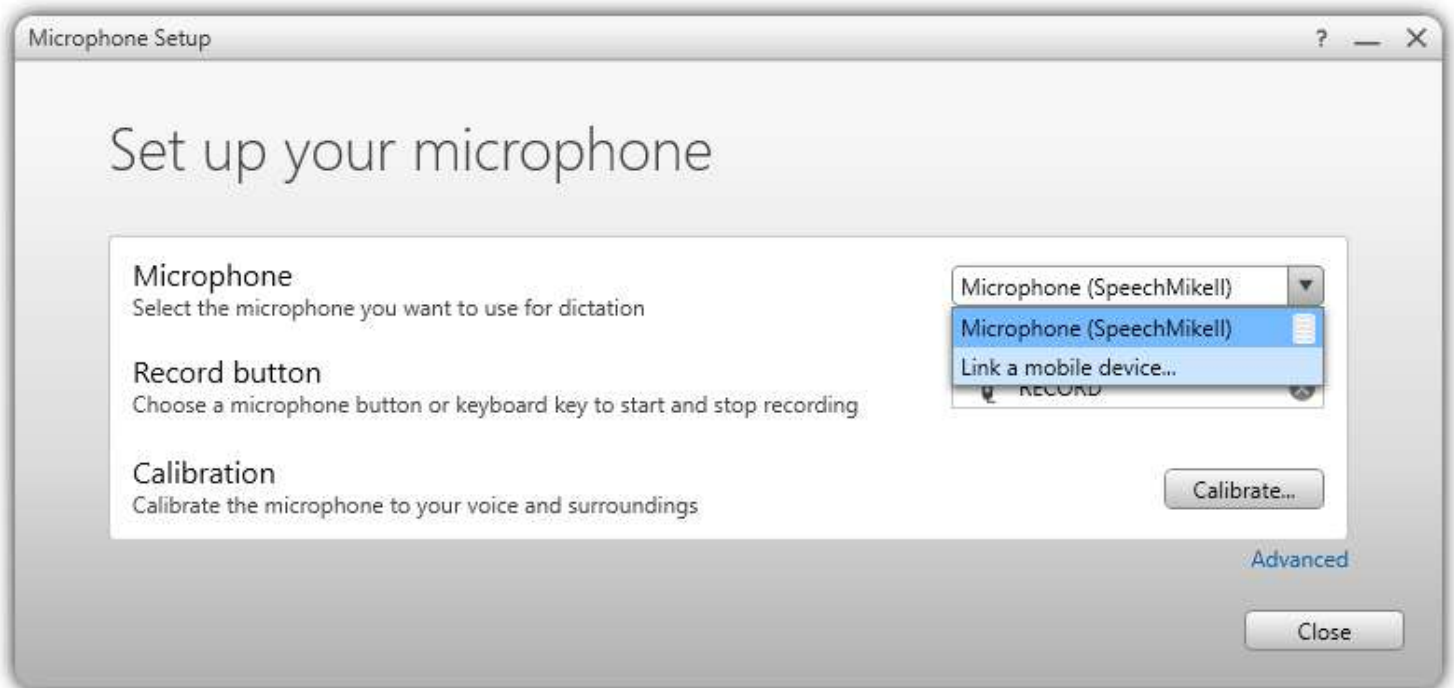 Microphone Setup
?
Set up your microphone
Microphone
Select the microphone you want to use for dictation
Microphone (SpeechMikeII)
Microphone (SpeechMikeII)
Link a mobile device...
Record button
Choose a microphone button or keyboard key to start and stop recording
RECORD
Calibration
Calibrate the microphone to your voice and surroundings
Calibrate...
Advanced
Close